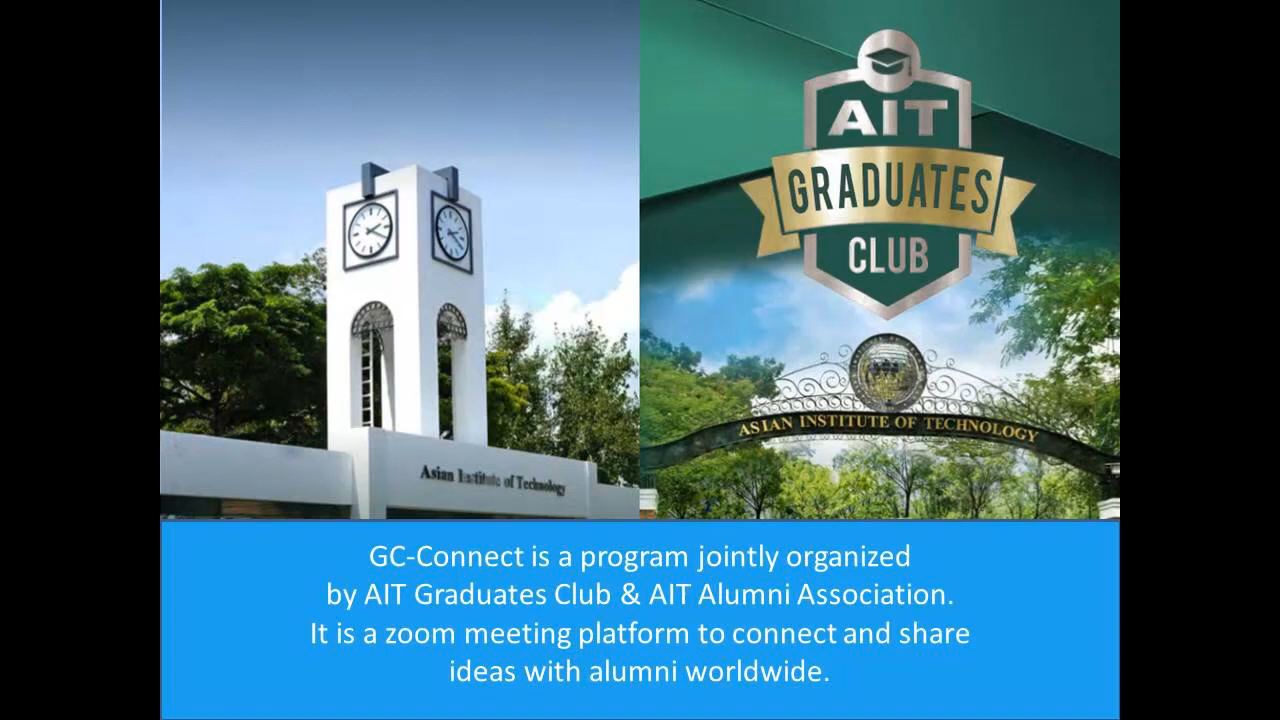 AIT
GRADUATES
CLUB
ASIAN INSTITUTE OF TECHNOLOGY
Asian Institute of Technology
GC-Connect is a program jointly organized
by AIT Graduates Club & AIT Alumni Association.
It is a zoom meeting platform to connect and share
ideas with alumni worldwide.